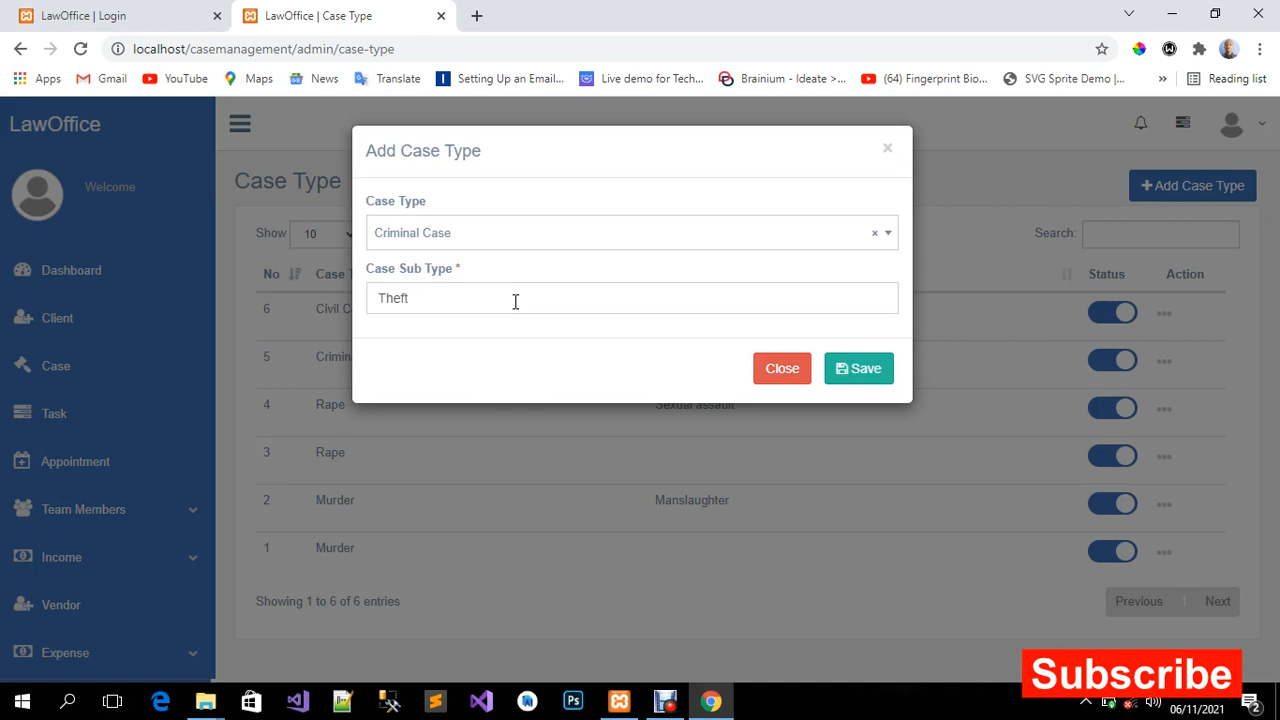 LawOffice | Login
LawOffice | Case Type
localhost/casemanagement/admin/case-type
Apps
Gmail
YouTube
Maps
News
Translate
Setting Up an Email...
Live demo for Tech...
Brainium - Ideate >...
(64) Fingerprint Bio...
SVG Sprite Demo |...
»
Reading list
LawOffice
Welcome
Dashboard
Client
Case
Task
Appointment
Team Members
Income
Vendor
Expense
Case Type
+Add Case Type
Show 10
Search:
No Case T Status Action
6 Civil C
5 Crimin
4 Rape Sexual assault
3 Rape
2 Murder Manslaughter
1 Murder
Showing 1 to 6 of 6 entries
Previous 1 Next
Add Case Type
×
Case Type
Criminal Case ×
Case Sub Type *
Theft
Close Save
Subscribe
06/11/2021
2